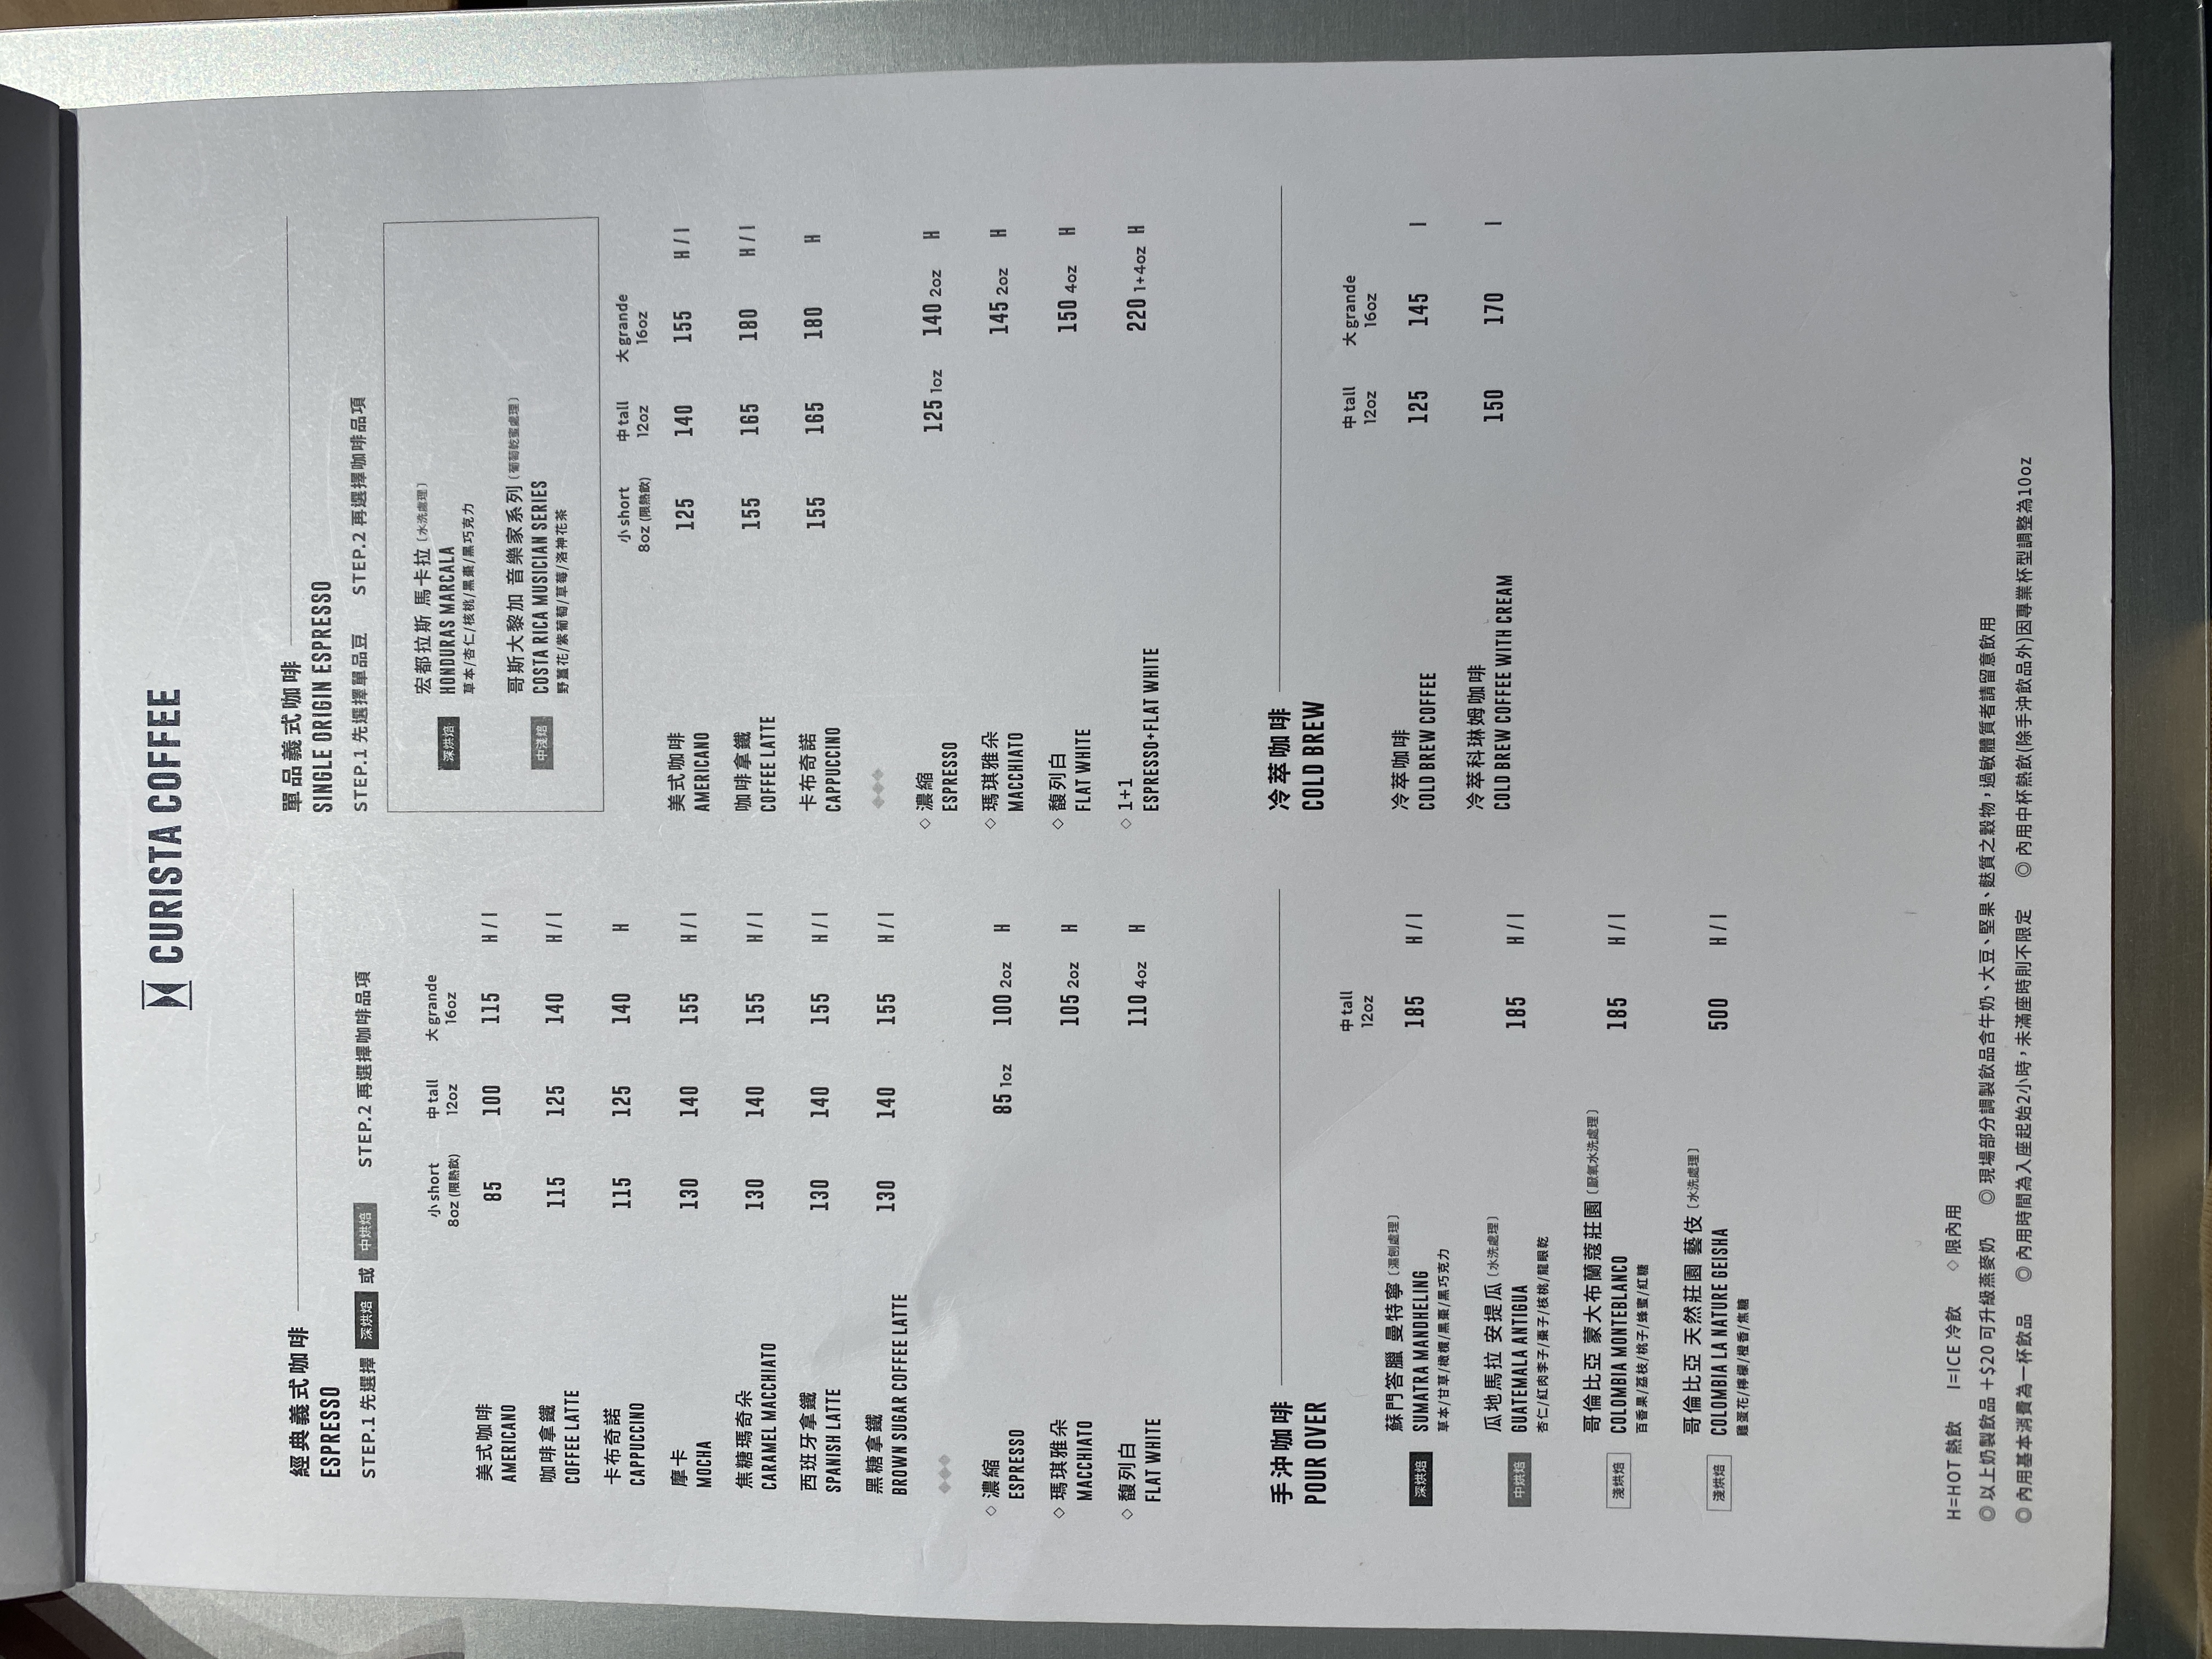 CURISTA COFFEE
經典義式咖啡
ESPRESSO
STEP.1 先選擇 深烘焙 或 中烘焙 STEP.2 再選擇咖啡品項
小 short 中 tall 大 grande
8oz (限熱飲) 12oz 16oz
美式咖啡
AMERICANO 85 100 115 H / I
咖啡拿鐵
COFFEE LATTE 115 125 140 H / I
卡布奇諾
CAPPUCCINO 115 125 140 H
摩卡
MOCHA 130 140 155 H / I
焦糖瑪奇朵
CARAMEL MACCHIATO 130 140 155 H / I
西班牙拿鐵
SPANISH LATTE 130 140 155 H / I
黑糖拿鐵
BROWN SUGAR COFFEE LATTE 130 140 155 H / I
◇ 濃縮
ESPRESSO 85 1oz 100 2oz H
◇ 瑪琪雅朵
MACCHIATO 105 2oz H
◇ 馥列白
FLAT WHITE 110 4oz H
單品義式咖啡
SINGLE ORIGIN ESPRESSO
STEP.1 先選擇單品豆 STEP.2 再選擇咖啡品項
宏都拉斯 馬卡拉〔水洗處理〕
深烘焙 HONDURAS MARCALA
草本/杏仁/核桃/黑棗/黑巧克力
哥斯大黎加 音樂家系列〔葡萄乾蜜處理〕
中淺焙 COSTA RICA MUSICIAN SERIES
野薑花/紫葡萄/草莓/洛神花茶
小 short 中 tall 大 grande
8oz (限熱飲) 12oz 16oz
美式咖啡
AMERICANO 125 140 155 H / I
咖啡拿鐵
COFFEE LATTE 155 165 180 H / I
卡布奇諾
CAPPUCCINO 155 165 180 H
◇ 濃縮
ESPRESSO 125 1oz 140 2oz H
◇ 瑪琪雅朵
MACCHIATO 145 2oz H
◇ 馥列白
FLAT WHITE 150 4oz H
◇ 1+1
ESPRESSO+FLAT WHITE 220 1+4oz H
手沖咖啡
POUR OVER
中 tall
12oz
蘇門答臘 曼特寧〔濕刨處理〕
深烘焙 SUMATRA MANDHELING 185 H / I
草本/甘草/橄欖/黑棗/黑巧克力
瓜地馬拉 安提瓜〔水洗處理〕
中烘焙 GUATEMALA ANTIGUA 185 H / I
杏仁/紅肉李子/棗子/核桃/龍眼乾
哥倫比亞 蒙大布蘭蔻莊園〔厭氧水洗處理〕
淺烘焙 COLOMBIA MONTEBLANCO 185 H / I
百香果/荔枝/桃子/蜂蜜/紅糖
哥倫比亞 天然莊園 藝伎〔水洗處理〕
淺烘焙 COLOMBIA LA NATURE GEISHA 500 H / I
雞蛋花/檸檬/橙香/焦糖
冷萃咖啡
COLD BREW
中 tall 大 grande
12oz 16oz
冷萃咖啡
COLD BREW COFFEE 125 145 I
冷萃科琳姆咖啡
COLD BREW COFFEE WITH CREAM 150 170 I
H=HOT 熱飲 I=ICE 冷飲 ◇ 限內用
◎ 以上奶製飲品 +$20 可升級燕麥奶 ◎ 現場部分調製飲品含牛奶、大豆、堅果、麩質之穀物，過敏體質者請留意飲用
◎ 內用基本消費為一杯飲品 ◎ 內用時間為入座起始2小時，未滿座時則不限定 ◎ 內用中杯熱飲(除手沖飲品外)因專業杯型調整為10oz